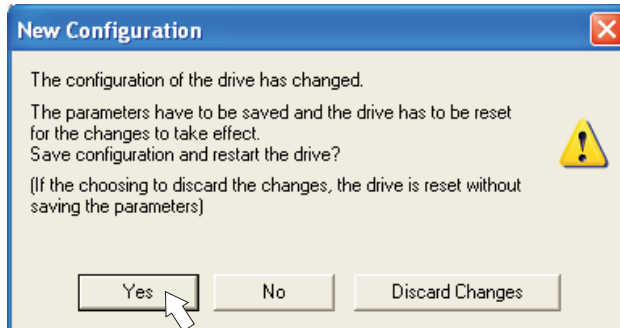 New Configuration
The configuration of the drive has changed.
The parameters have to be saved and the drive has to be reset
for the changes to take effect.
Save configuration and restart the drive?
(If the choosing to discard the changes, the drive is reset without
saving the parameters)
Yes
No
Discard Changes